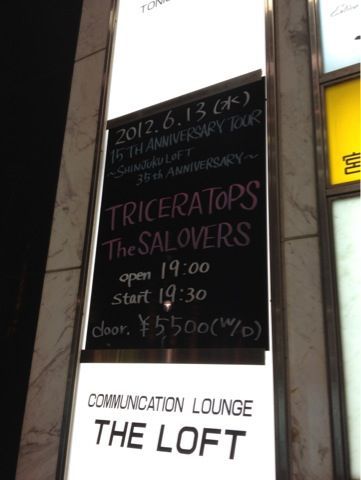 2012.6.13(水)
15TH ANNIVERSARY TOUR
~SHINJUKU LOFT
35th ANNIVERSARY~
TRICERATOPS
The SALOVERS
open 19:00
start 19:30
door. ¥5500(W/D)
COMMUNICATION LOUNGE
THE LOFT
宮